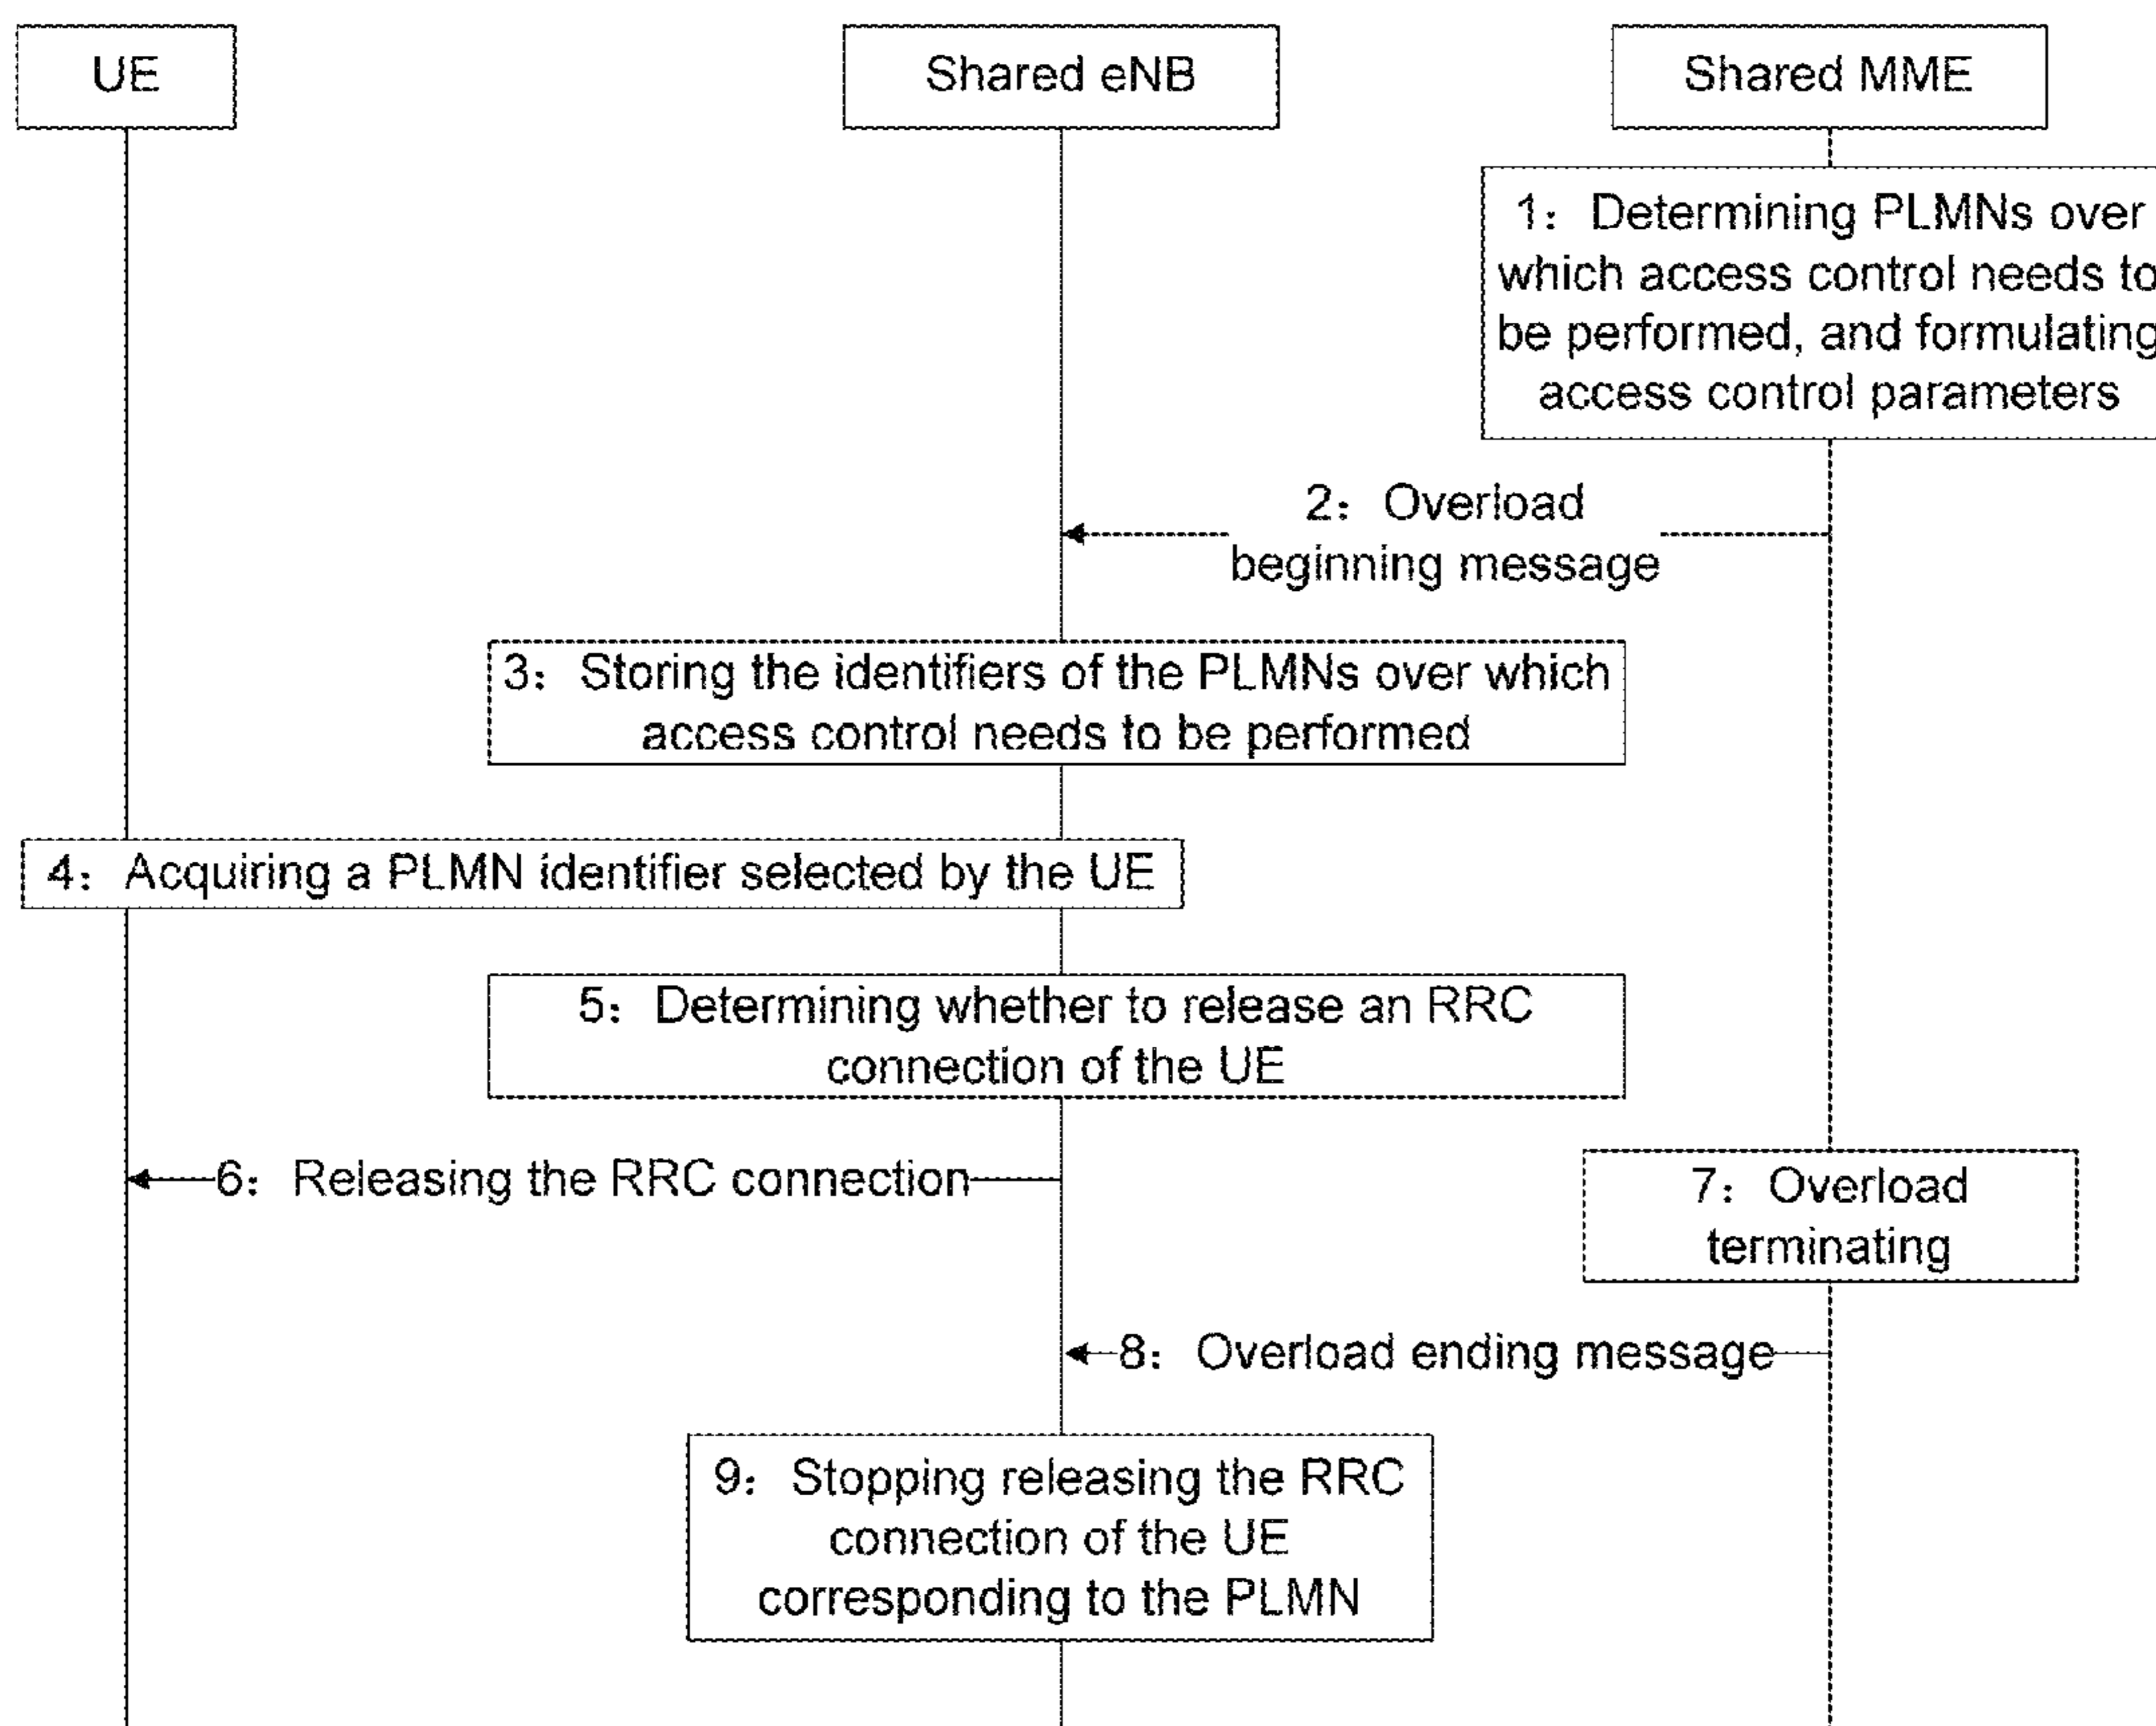 UE
Shared eNB
Shared MME
1: Determining PLMNs over
which access control needs to
be performed, and formulating
access control parameters
2: Overload
beginning message
3: Storing the identifiers of the PLMNs over which
access control needs to be performed
4: Acquiring a PLMN identifier selected by the UE
5: Determining whether to release an RRC
connection of the UE
6: Releasing the RRC connection
7: Overload
terminating
8: Overload ending message
9: Stopping releasing the RRC
connection of the UE
corresponding to the PLMN